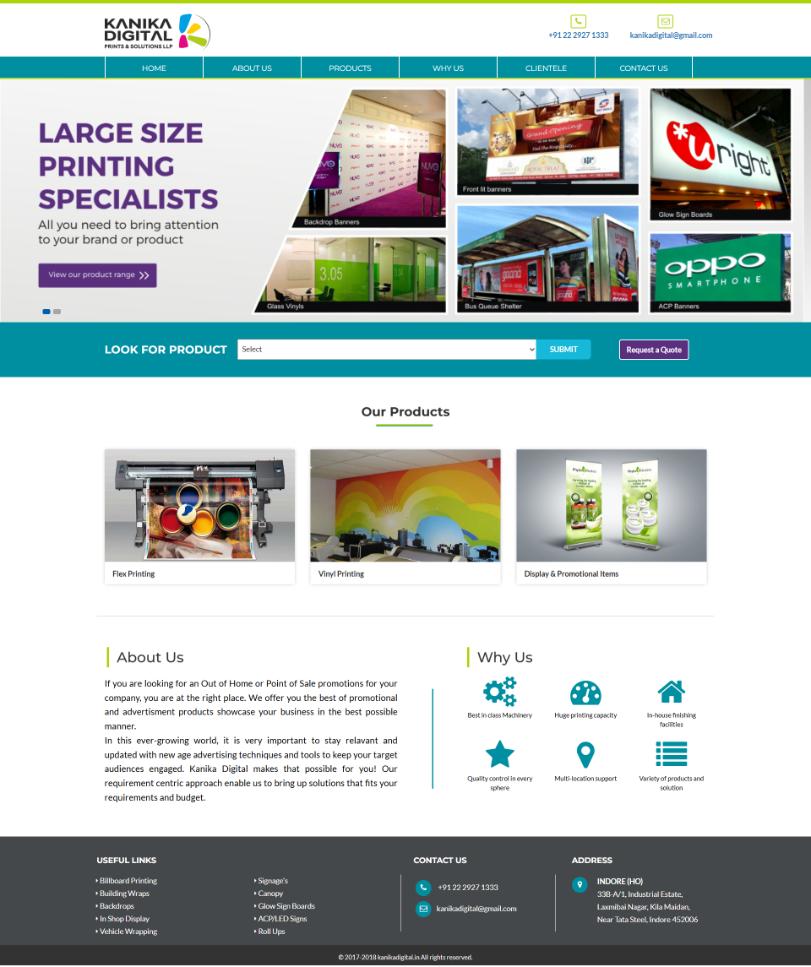 KANIKA
DIGITAL
PRINTS & SOLUTIONS LLP
+91 22 2927 1333
kanikadigital@gmail.com
HOME
ABOUT US
PRODUCTS
WHY US
CLIENTELE
CONTACT US
LARGE SIZE
PRINTING
SPECIALISTS
All you need to bring attention
to your brand or product
View our product range
NUVO
NUVO
Backdrop Banners
Grand Opening
Front lit banners
uright
Glow Sign Boards
3.05
Glass Vinyls
Bus Queue Shelter
oppo
SMARTPHONE
ACP Banners
LOOK FOR PRODUCT
Select
SUBMIT
Request a Quote
Our Products
Flex Printing
Vinyl Printing
Display & Promotional Items
About Us
If you are looking for an Out of Home or Point of Sale promotions for your
company, you are at the right place. We offer you the best of promotional
and advertisment products showcase your business in the best possible
manner.
In this ever-growing world, it is very important to stay relavant and
updated with new age advertising techniques and tools to keep your target
audiences engaged. Kanika Digital makes that possible for you! Our
requirement centric approach enable us to bring up solutions that fits your
requirements and budget.
Why Us
Best in class Machinery
Huge printing capacity
In-house finishing
facilities
Quality control in every
sphere
Multi-location support
Variety of products and
solution
USEFUL LINKS
Billboard Printing
Building Wraps
Backdrops
In Shop Display
Vehicle Wrapping
Signage's
Canopy
Glow Sign Boards
ACP/LED Signs
Roll Ups
CONTACT US
+91 22 2927 1333
kanikadigital@gmail.com
ADDRESS
INDORE (HO)
33B-A/1, Industrial Estate,
Laxmibai Nagar, Kila Maidan,
Near Tata Steel, Indore 452006
© 2017-2018 kanikadigital.in All rights reserved.